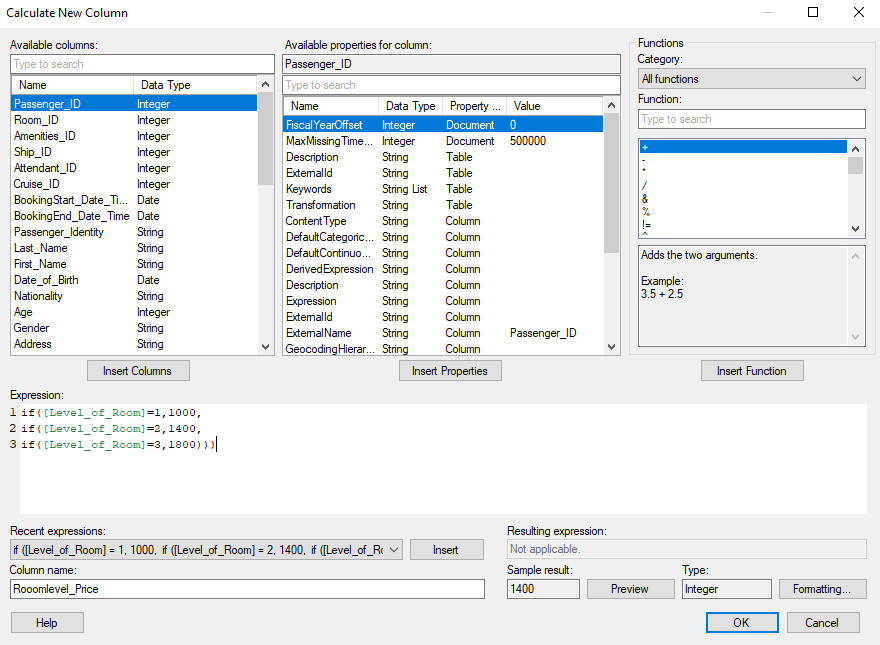 Calculate New Column
Available columns:
Type to search
Name Data Type
Passenger_ID Integer
Room_ID Integer
Amenities_ID Integer
Ship_ID Integer
Attendant_ID Integer
Cruise_ID Integer
BookingStart_Date_Ti... Date
BookingEnd_Date_Time Date
Passenger_Identity String
Last_Name String
First_Name String
Date_of_Birth Date
Nationality String
Age Integer
Gender String
Address String
Insert Columns
Available properties for column:
Passenger_ID
Type to search
Name Data Type Property ... Value
FiscalYearOffset Integer Document 0
MaxMissingTime... Integer Document 500000
Description String Table
ExternalId String Table
Keywords String List Table
Transformation String Table
ContentType String Column
DefaultCategoric... String Column
DefaultContinuo... String Column
DerivedExpression String Column
Description String Column
Expression String Column
ExternalId String Column
ExternalName String Column Passenger_ID
GeocodingHierar... String Column
Insert Properties
Functions
Category:
All functions
Function:
Type to search
+
-
*
/
&
%
!=
^
Adds the two arguments.
Example:
3.5 + 2.5
Insert Function
Expression:
1 if([Level_of_Room]=1,1000,
2 if([Level_of_Room]=2,1400,
3 if([Level_of_Room]=3,1800)))
Recent expressions:
if ([Level_of_Room] = 1, 1000, if ([Level_of_Room] = 2, 1400, if ([Level_of_Rc
Insert
Resulting expression:
Not applicable.
Column name:
Rooomlevel_Price
Sample result:
1400
Preview
Type:
Integer
Formatting...
Help
OK
Cancel